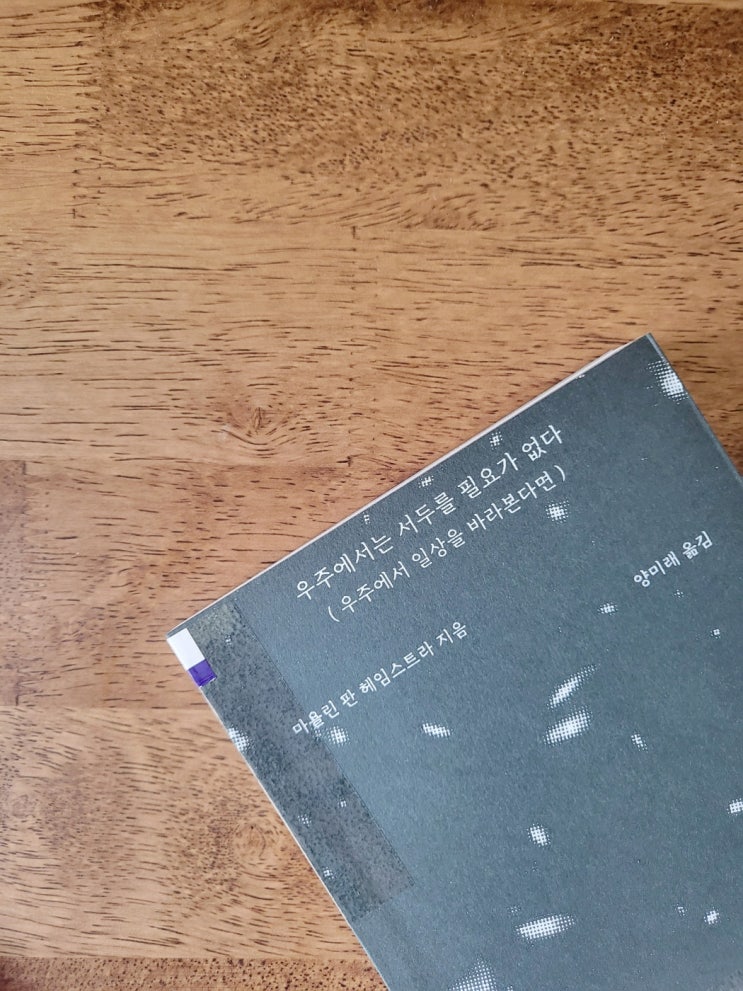 우주에서는 서두를 필요가 없다
( 우주에서 일상을 바라본다면 )
마욜린 판 헤임스트라 지음
양미래 옮김